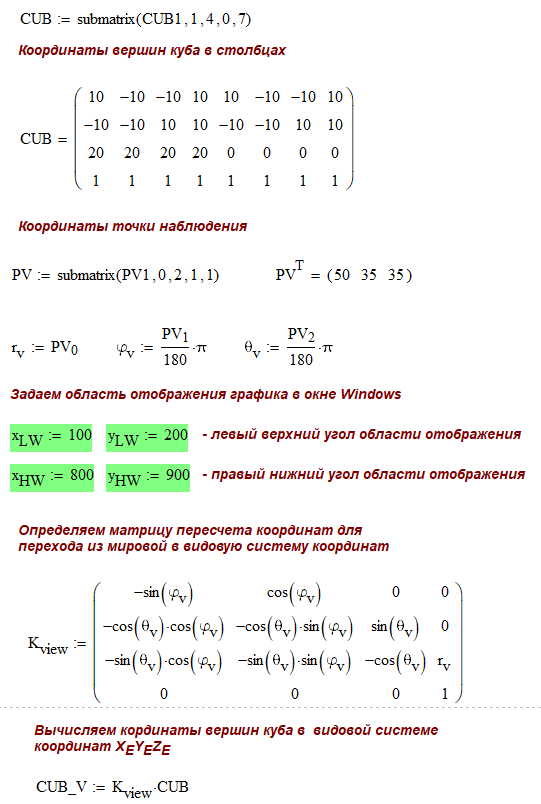 CUB := submatrix(CUB1,1,4,0,7)
Координаты вершин куба в столбцах
CUB =
10 −10 −10 10 10 −10 −10 10
−10 −10 10 10 −10 −10 10 10
20 20 20 20 0 0 0 0
1 1 1 1 1 1 1 1
Координаты точки наблюдения
PV := submatrix(PV1,0,2,1,1) PV^T = (50 35 35)
r_v := PV_0 φ_v := PV_1/180·π θ_v := PV_2/180·π
Задаем область отображения графика в окне Windows
x_LW := 100 y_LW := 200 - левый верхний угол области отображения
x_HW := 800 y_HW := 900 - правый нижний угол области отображения
Определяем матрицу пересчета координат для
перехода из мировой в видовую систему координат
K_view :=
−sin(φ_v) cos(φ_v) 0 0
−cos(θ_v)·cos(φ_v) −cos(θ_v)·sin(φ_v) sin(θ_v) 0
−sin(θ_v)·cos(φ_v) −sin(θ_v)·sin(φ_v) −cos(θ_v) r_v
0 0 0 1
Вычисляем кординаты вершин куба в видовой системе
координат X_EY_EZ_E
CUB_V := K_view·CUB